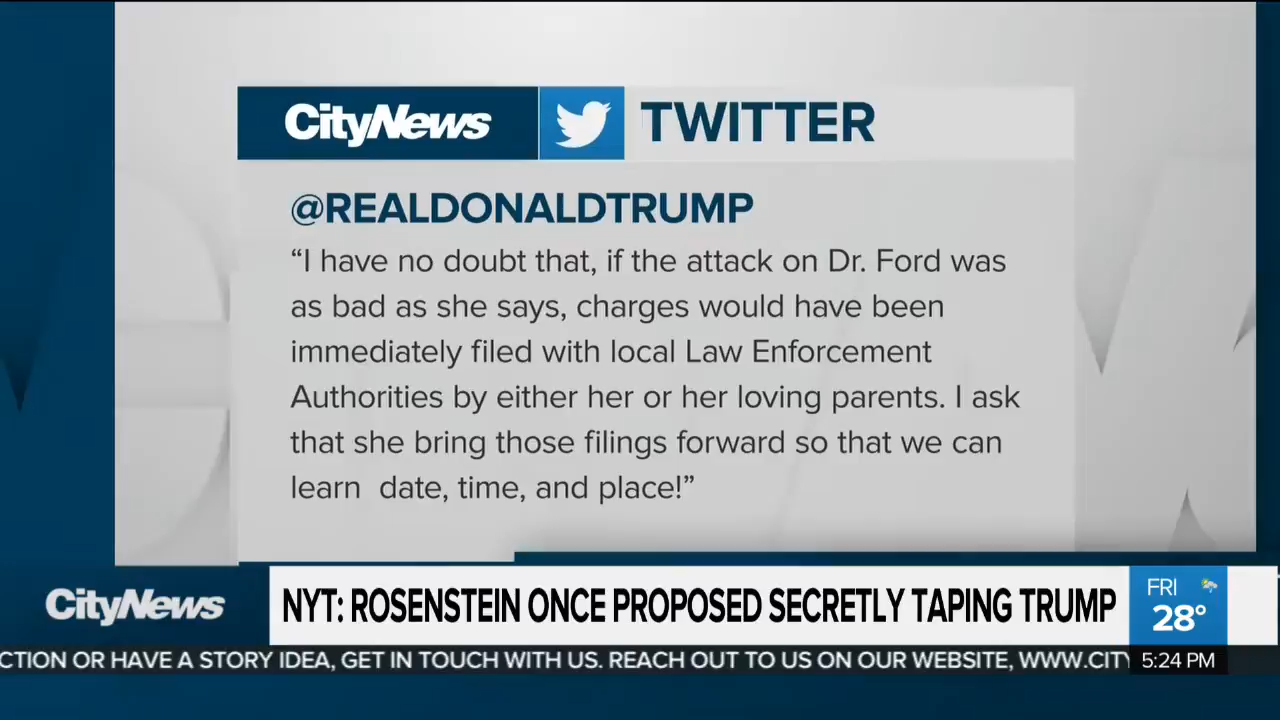 CityNews TWITTER
@REALDONALDTRUMP
“I have no doubt that, if the attack on Dr. Ford was
as bad as she says, charges would have been
immediately filed with local Law Enforcement
Authorities by either her or her loving parents. I ask
that she bring those filings forward so that we can
learn  date, time, and place!”
CityNews NYT: ROSENSTEIN ONCE PROPOSED SECRETLY TAPING TRUMP FRI
28°
CTION OR HAVE A STORY IDEA, GET IN TOUCH WITH US. REACH OUT TO US ON OUR WEBSITE, WWW.CITY 5:24 PM